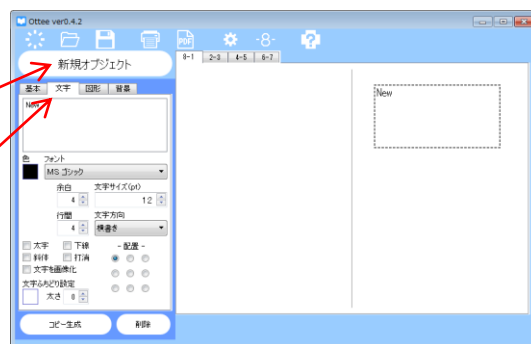 Ottee ver0.4.2
PDF
-8-
?
新規オブジェクト
8-1 2-3 4-5 6-7
基本 文字 図形 背景
New
New
色 フォント
MS ゴシック
余白 文字サイズ(pt)
4 12
行間 文字方向
4 横書き
太字 下線 - 配置 -
斜体 打消
文字を画像化
文字ふちどり設定
太さ 0
コピー生成 削除